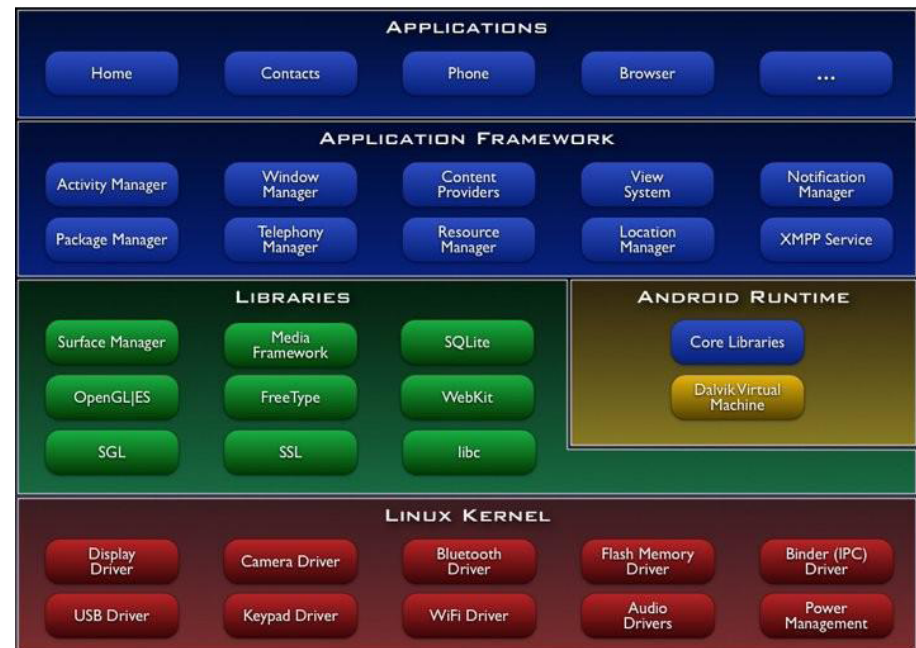 APPLICATIONS
Home
Contacts
Phone
Browser
...
APPLICATION FRAMEWORK
Activity Manager
Window
Manager
Content
Providers
View
System
Notification
Manager
Package Manager
Telephony
Manager
Resource
Manager
Location
Manager
XMPP Service
LIBRARIES
Surface Manager
Media
Framework
SQLite
OpenGL|ES
FreeType
WebKit
SGL
SSL
libc
ANDROID RUNTIME
Core Libraries
Dalvik Virtual
Machine
LINUX KERNEL
Display
Driver
Camera Driver
Bluetooth
Driver
Flash Memory
Driver
Binder (IPC)
Driver
USB Driver
Keypad Driver
WiFi Driver
Audio
Drivers
Power
Management